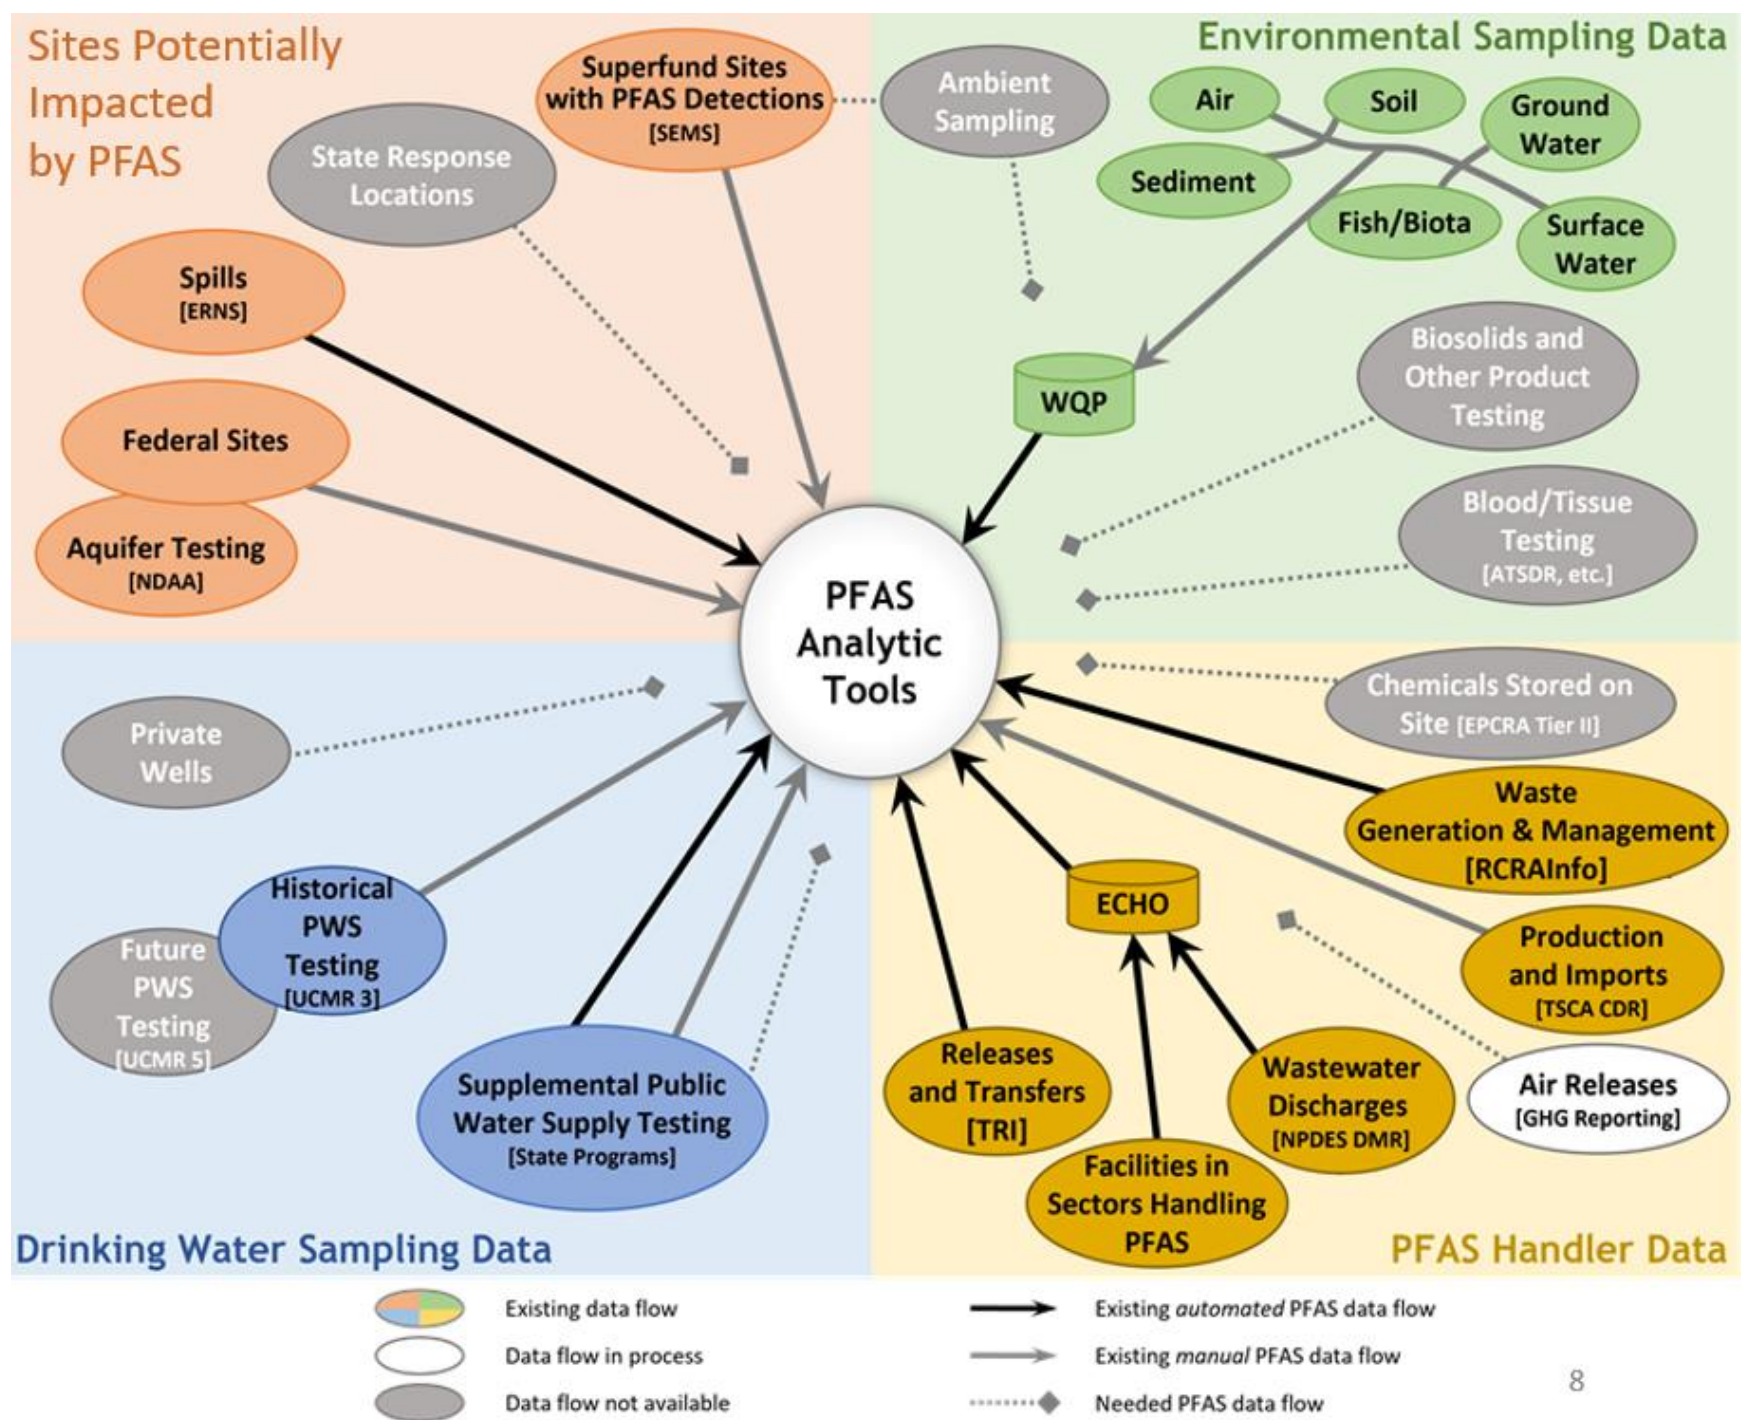 Sites Potentially
Impacted
by PFAS
Superfund Sites
with PFAS Detections
[SEMS]
State Response
Locations
Spills
[ERNS]
Federal Sites
Aquifer Testing
[NDAA]
Environmental Sampling Data
Ambient
Sampling
Air
Soil
Ground
Water
Sediment
Fish/Biota
Surface
Water
WQP
Biosolids and
Other Product
Testing
Blood/Tissue
Testing
[ATSDR, etc.]
PFAS
Analytic
Tools
Private
Wells
Historical
PWS
Testing
[UCMR 3]
Future
PWS
Testing
[UCMR 5]
Supplemental Public
Water Supply Testing
[State Programs]
Drinking Water Sampling Data
Chemicals Stored on
Site [EPCRA Tier II]
Waste
Generation & Management
[RCRAInfo]
ECHO
Production
and Imports
[TSCA CDR]
Releases
and Transfers
[TRI]
Wastewater
Discharges
[NPDES DMR]
Air Releases
[GHG Reporting]
Facilities in
Sectors Handling
PFAS
PFAS Handler Data
Existing data flow
Data flow in process
Data flow not available
Existing automated PFAS data flow
Existing manual PFAS data flow
Needed PFAS data flow
8